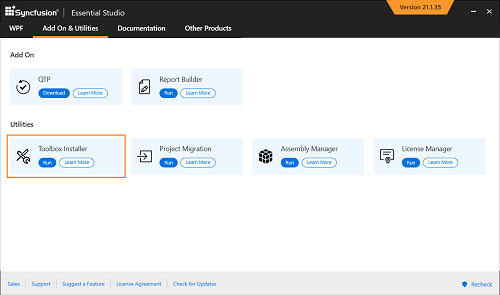 Syncfusion | Essential Studio
Version 21.1.35
WPF Add On & Utilities Documentation Other Products
Add On
QTP
Download Learn More
Report Builder
Run Learn More
Utilities
Toolbox Installer
Run Learn More
Project Migration
Run Learn More
Assembly Manager
Run Learn More
License Manager
Run Learn More
Sales | Support | Suggest a Feature | License Agreement | Check for Updates
Recheck